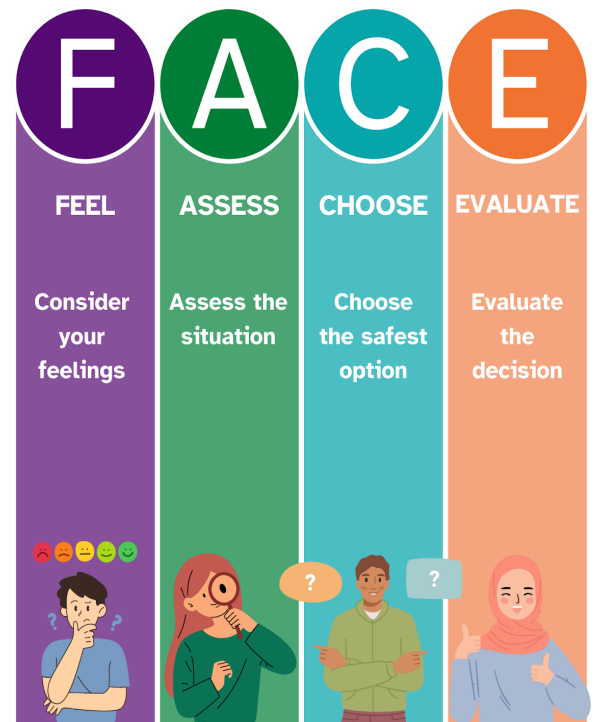 F A C E
FEEL
ASSESS
CHOOSE
EVALUATE
Consider
your
feelings
Assess the
situation
Choose
the safest
option
Evaluate
the
decision
? ?
? ?